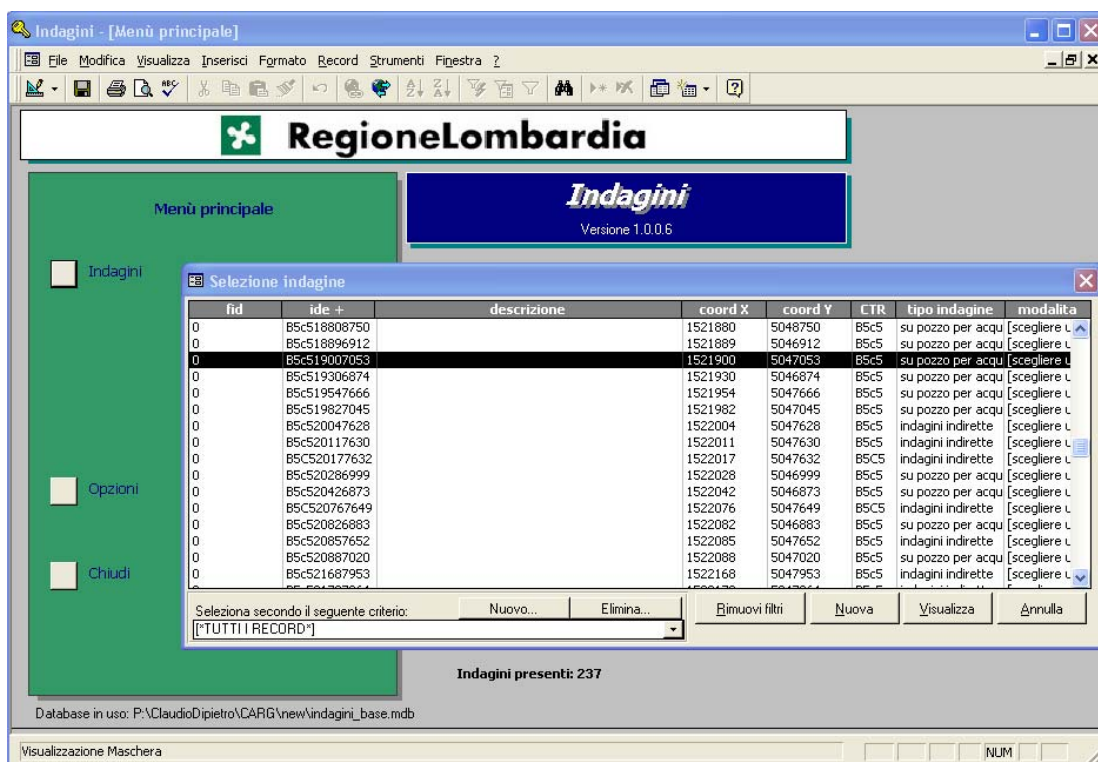 Indagini - [Menù principale]
File Modifica Visualizza Inserisci Formato Record Strumenti Finestra ?
RegioneLombardia
Menù principale
Indagini
Versione 1.0.0.6
Indagini
Selezione indagine
fid ide + descrizione coord X coord Y CTR tipo indagine modalita
0 B5c518808750 1521880 5048750 B5c5 su pozzo per acqu [scegliere u
0 B5c518896912 1521889 5046912 B5c5 su pozzo per acqu [scegliere u
0 B5c519007053 1521900 5047053 B5c5 su pozzo per acqu [scegliere u
0 B5c519306874 1521930 5046874 B5c5 su pozzo per acqu [scegliere u
0 B5c519547666 1521954 5047666 B5c5 su pozzo per acqu [scegliere u
0 B5c519827045 1521982 5047045 B5c5 su pozzo per acqu [scegliere u
0 B5c520047628 1522004 5047628 B5c5 indagini indirette [scegliere u
0 B5c520117630 1522011 5047630 B5c5 indagini indirette [scegliere u
0 B5C520177632 1522017 5047632 B5C5 indagini indirette [scegliere u
0 B5c520286999 1522028 5046999 B5c5 su pozzo per acqu [scegliere u
0 B5c520426873 1522042 5046873 B5c5 su pozzo per acqu [scegliere u
0 B5C520767649 1522076 5047649 B5C5 indagini indirette [scegliere u
0 B5c520826883 1522082 5046883 B5c5 su pozzo per acqu [scegliere u
0 B5c520857652 1522085 5047652 B5c5 indagini indirette [scegliere u
0 B5c520887020 1522088 5047020 B5c5 su pozzo per acqu [scegliere u
0 B5c521687953 1522168 5047953 B5c5 indagini indirette [scegliere u
Opzioni
Chiudi
Seleziona secondo il seguente criterio: Nuovo... Elimina... Rimuovi filtri Nuova Visualizza Annulla
[*TUTTI I RECORD*]
Indagini presenti: 237
Database in uso: P:\ClaudioDipietro\CARG\new\indagini_base.mdb
Visualizzazione Maschera NUM